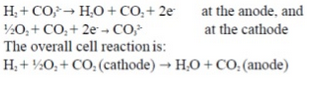 H₂ + CO₃²⁻ → H₂O + CO₂ + 2e⁻ at the anode, and
½O₂ + CO₂ + 2e⁻ → CO₃²⁻ at the cathode
The overall cell reaction is:
H₂ + ½O₂ + CO₂ (cathode) → H₂O + CO₂ (anode)